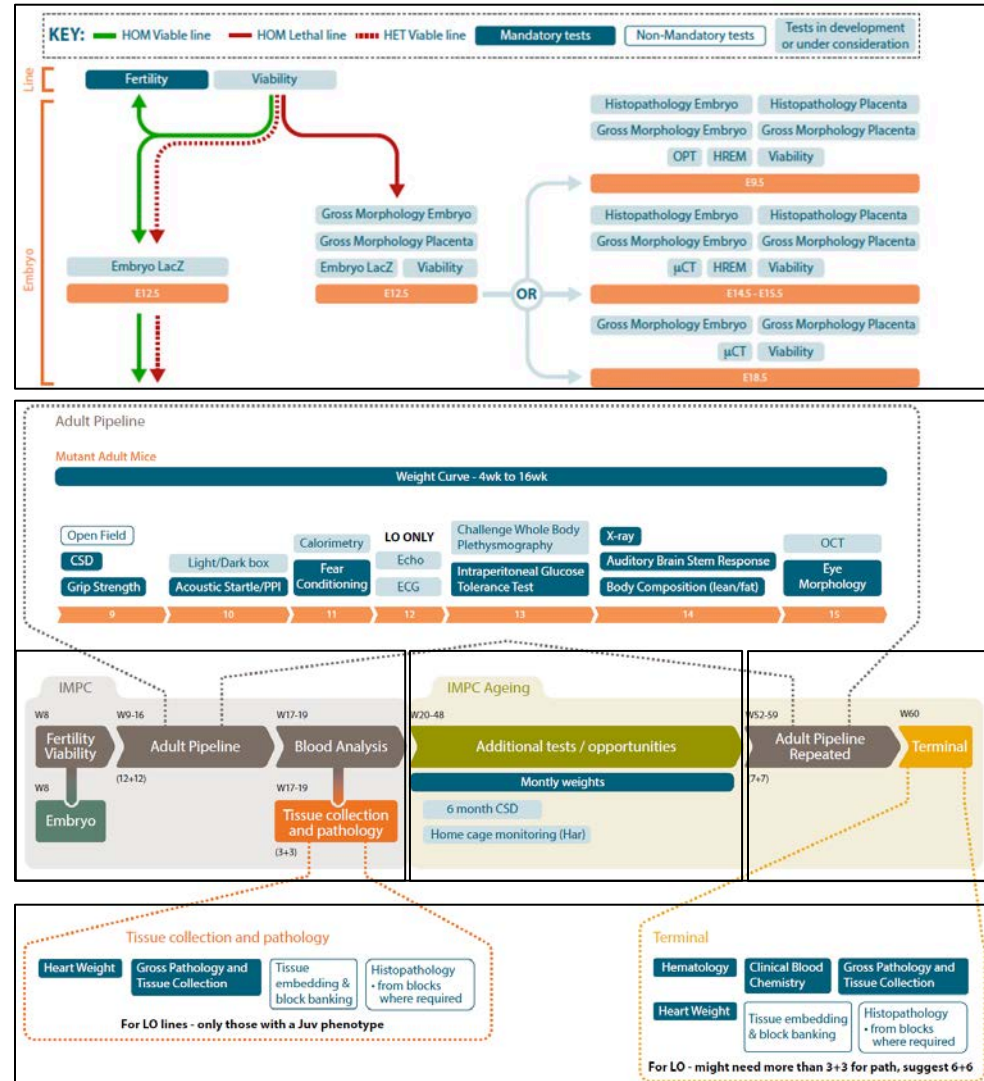 KEY: HOM Viable line HOM Lethal line HET Viable line Mandatory tests Non-Mandatory tests Tests in development
or under consideration
Line
Fertility Viability
Embryo
Histopathology Embryo Histopathology Placenta
Gross Morphology Embryo Gross Morphology Placenta
OPT HREM Viability
E9.5
Gross Morphology Embryo
Gross Morphology Placenta
Embryo LacZ Viability
E12.5
Embryo LacZ
E12.5
OR
Histopathology Embryo Histopathology Placenta
Gross Morphology Embryo Gross Morphology Placenta
µCT HREM Viability
E14.5 - E15.5
Gross Morphology Embryo Gross Morphology Placenta
µCT Viability
E18.5
Adult Pipeline
Mutant Adult Mice
Weight Curve - 4wk to 16wk
Open Field
CSD
Grip Strength
9
Light/Dark box
Acoustic Startle/PPI
10
Calorimetry
Fear
Conditioning
11
LO ONLY
Echo
ECG
12
Challenge Whole Body
Plethysmography
Intraperitoneal Glucose
Tolerance Test
13
X-ray
Auditory Brain Stem Response
Body Composition (lean/fat)
14
OCT
Eye
Morphology
15
IMPC
W8
Fertility
Viability
W8
Embryo
W9-16
Adult Pipeline
(12+12)
W17-19
Blood Analysis
W17-19
Tissue collection
and pathology
(3+3)
IMPC Ageing
W20-48
Additional tests / opportunities
Montly weights
6 month CSD
Home cage monitoring (Har)
W52-59
Adult Pipeline
Repeated
(7+7)
W60
Terminal
Tissue collection and pathology
Heart Weight
Gross Pathology and
Tissue Collection
Tissue
embedding &
block banking
Histopathology
• from blocks
where required
For LO lines - only those with a Juv phenotype
Terminal
Hematology
Clinical Blood
Chemistry
Gross Pathology and
Tissue Collection
Heart Weight
Tissue embedding
& block banking
Histopathology
• from blocks
where required
For LO - might need more than 3+3 for path, suggest 6+6